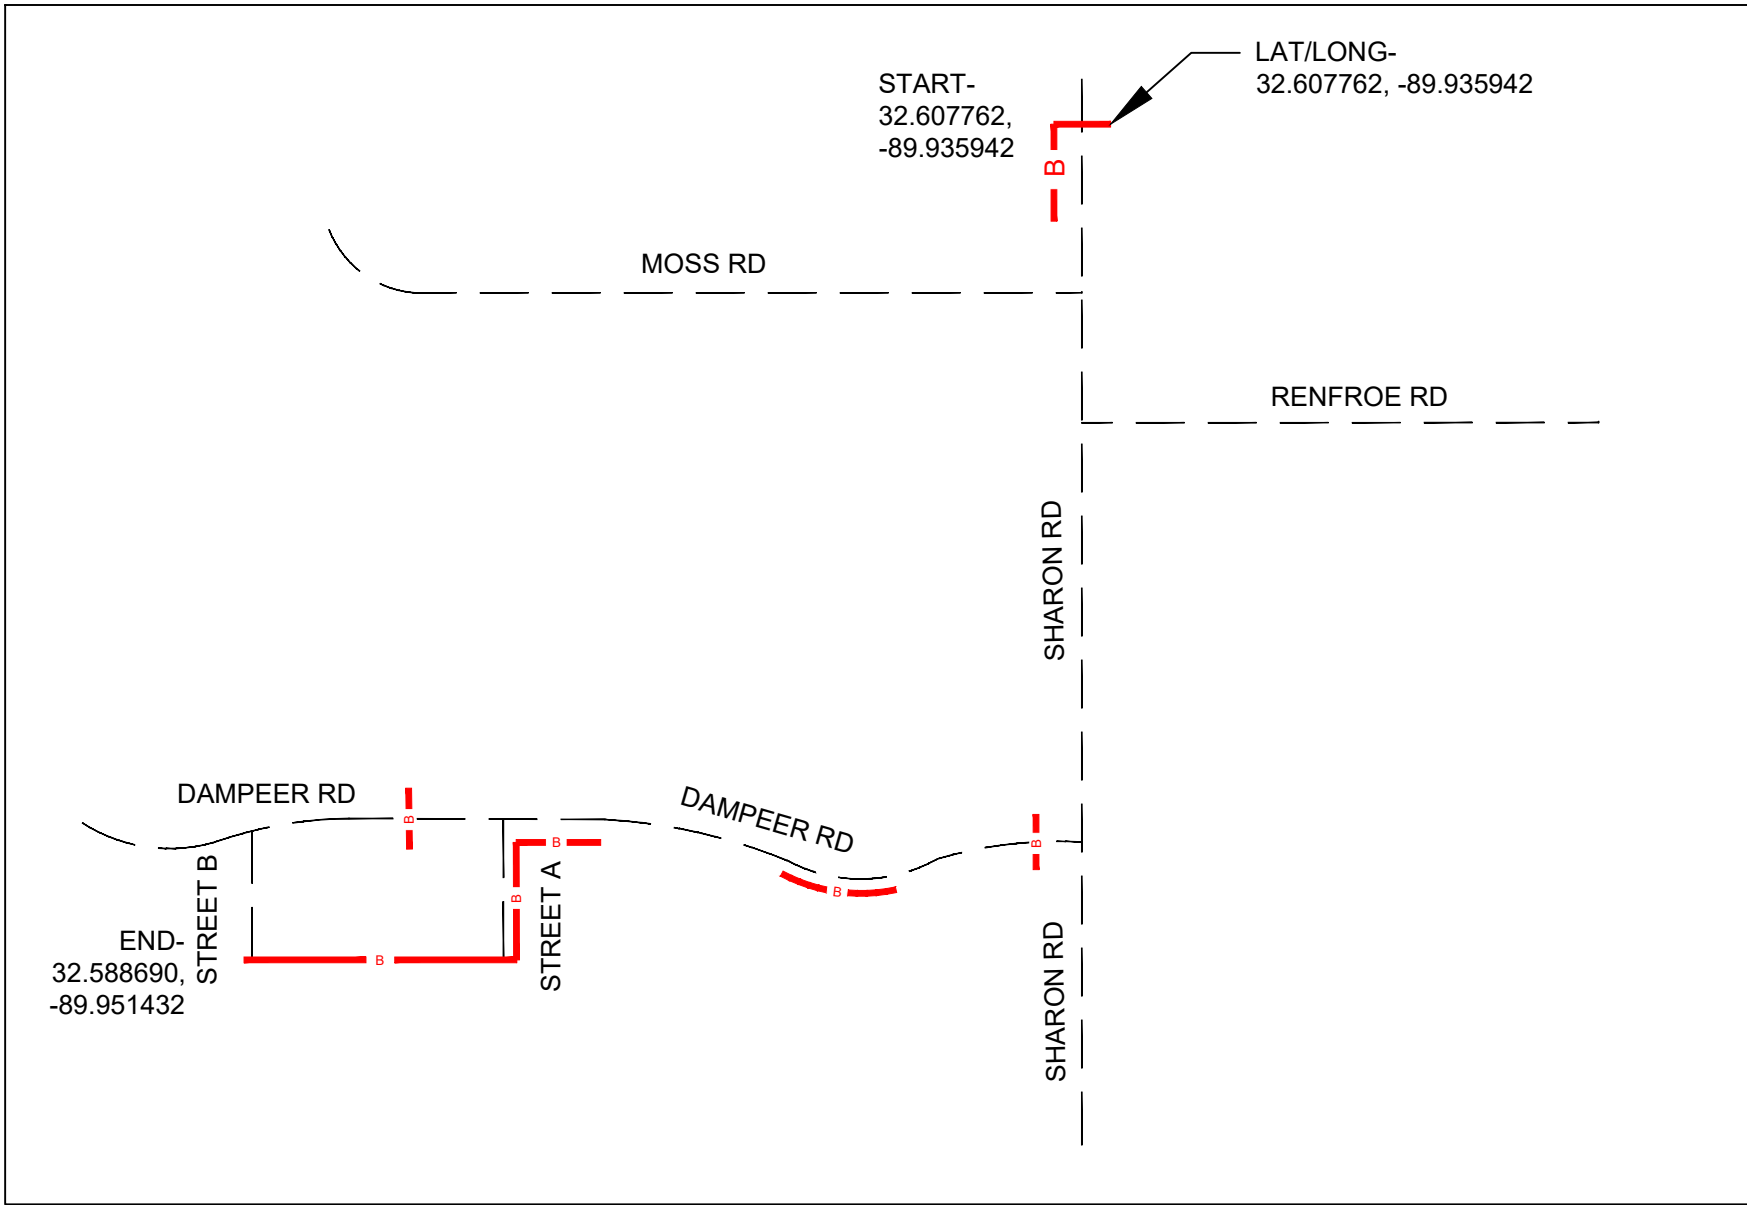 LAT/LONG-
32.607762, -89.935942
START-
32.607762,
-89.935942
B
MOSS RD
RENFROE RD
SHARON RD
DAMPEER RD
B
DAMPEER RD
B
B
B
B
STREET B
STREET A
END-
32.588690,
-89.951432
B
SHARON RD